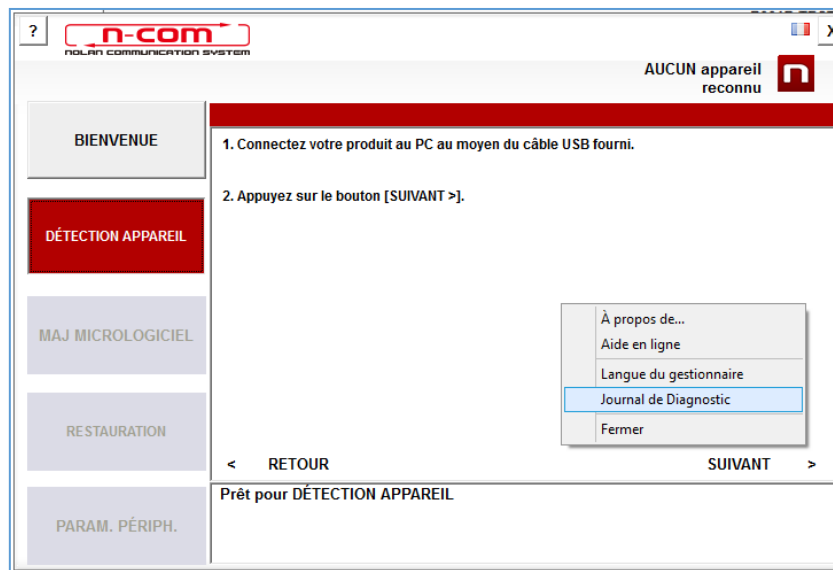 ?
n-com
NOLAN COMMUNICATION SYSTEM
X
AUCUN appareil
reconnu
n
BIENVENUE
1. Connectez votre produit au PC au moyen du câble USB fourni.
2. Appuyez sur le bouton [SUIVANT >].
DÉTECTION APPAREIL
À propos de...
Aide en ligne
Langue du gestionnaire
Journal de Diagnostic
Fermer
MAJ MICROLOGICIEL
RESTAURATION
< RETOUR
SUIVANT >
Prêt pour DÉTECTION APPAREIL
PARAM. PÉRIPH.